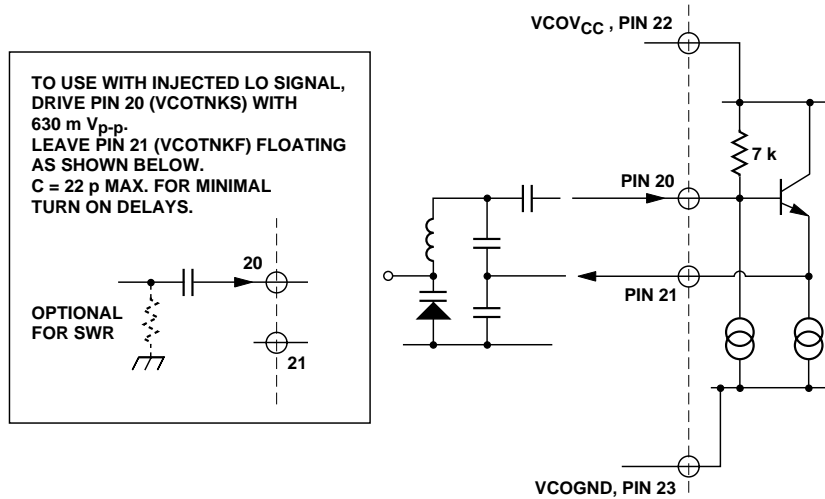 VCOVCC , PIN 22
TO USE WITH INJECTED LO SIGNAL,
DRIVE PIN 20 (VCOTNKS) WITH
630 m Vp-p.
LEAVE PIN 21 (VCOTNKF) FLOATING
AS SHOWN BELOW.
C = 22 p MAX. FOR MINIMAL
TURN ON DELAYS.
7 k
PIN 20
20
PIN 21
OPTIONAL
FOR SWR
21
VCOGND, PIN 23